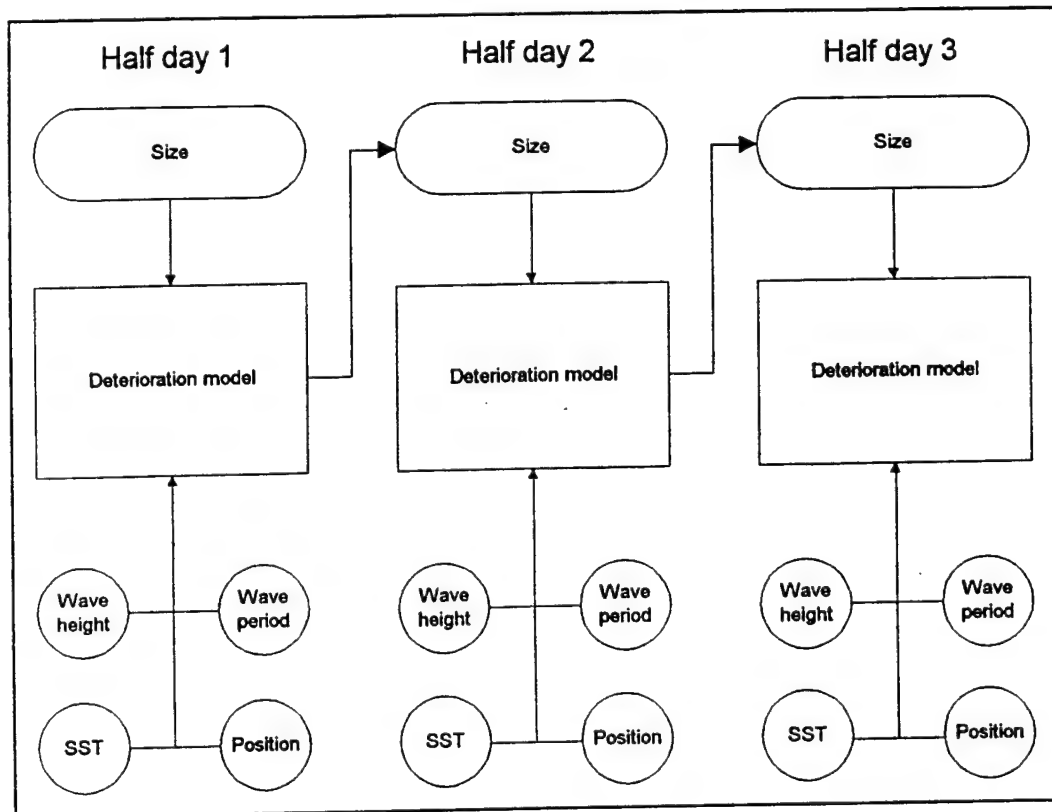 Half day 1
Half day 2
Half day 3
Size
Size
Size
Deterioration model
Deterioration model
Deterioration model
Wave
height
Wave
period
Wave
height
Wave
period
Wave
height
Wave
period
SST
Position
SST
Position
SST
Position